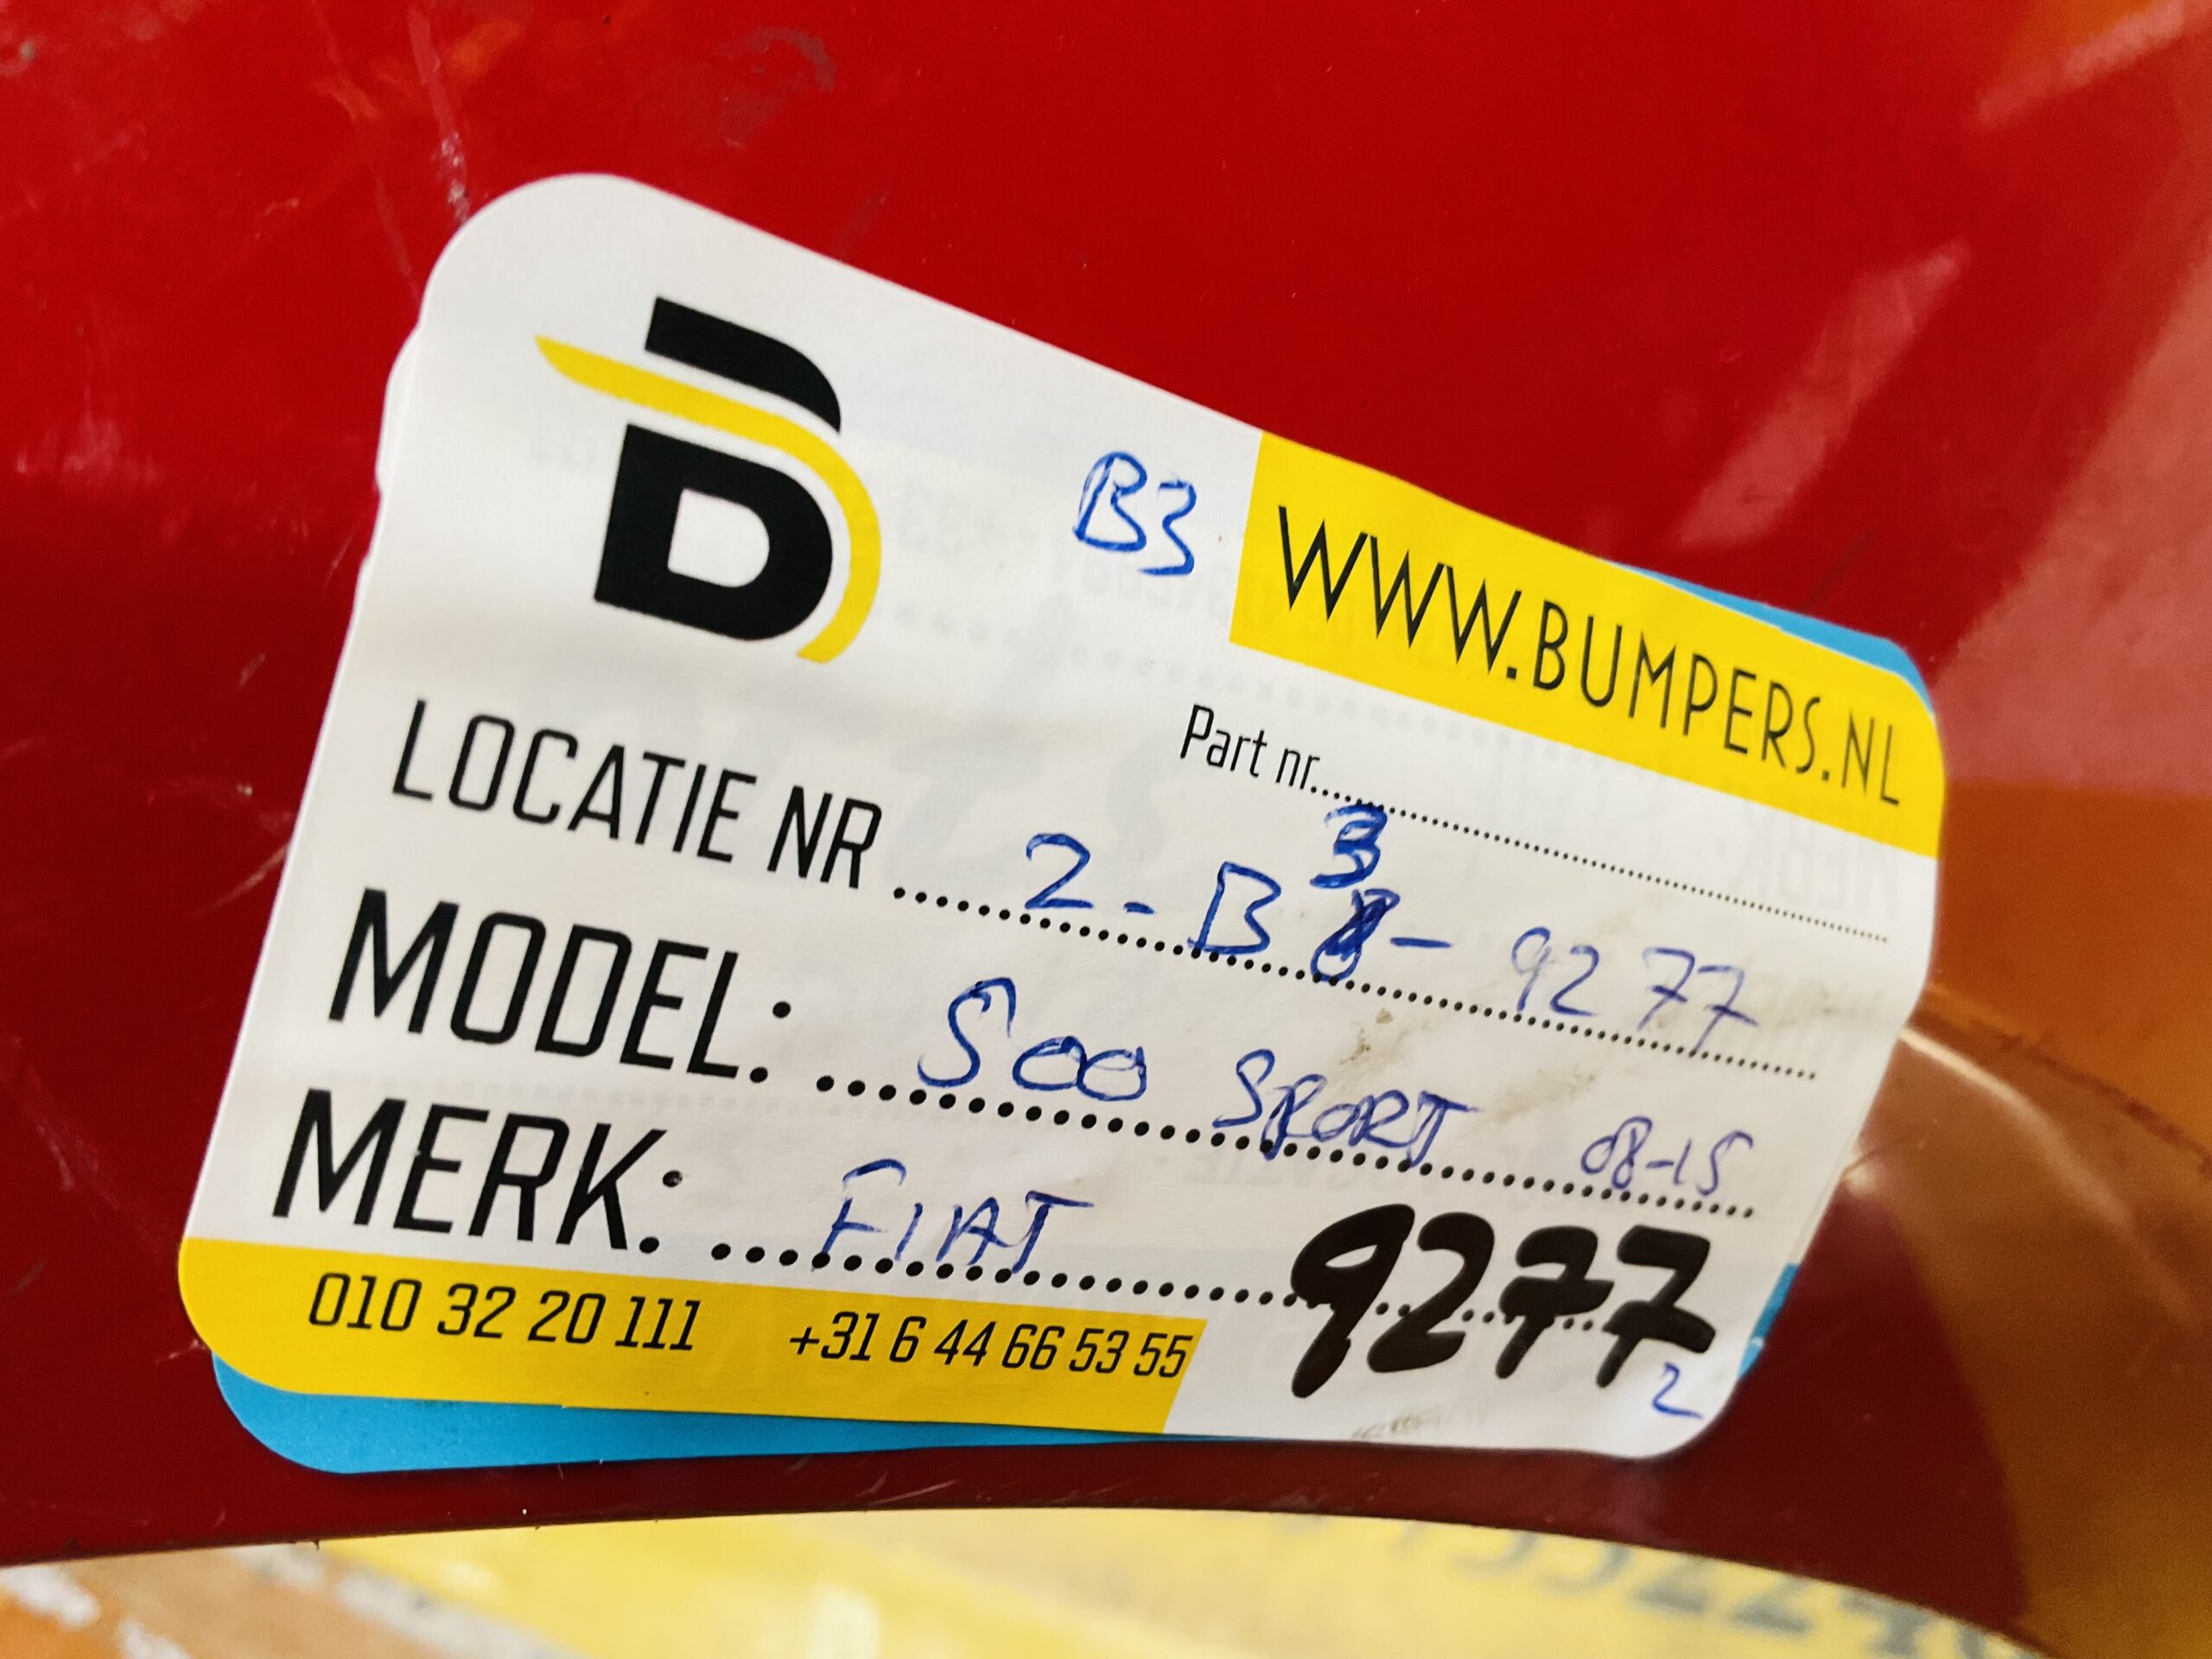 B3
WWW.BUMPERS.NL
Part nr.
LOCATIE NR 2-B 3 - 9277
MODEL: 500 SPORT 08-15
MERK: FIAT
9277
2
010 32 20 111 +31 6 44 66 53 55